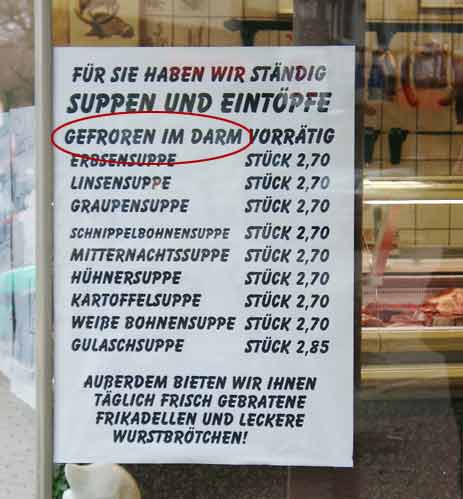 FÜR SIE HABEN WIR STÄNDIG
SUPPEN UND EINTÖPFE
GEFROREN IM DARM VORRÄTIG
ERBSENSUPPE STÜCK 2,70
LINSENSUPPE STÜCK 2,70
GRAUPENSUPPE STÜCK 2,70
SCHNIPPELBOHNENSUPPE STÜCK 2,70
MITTERNACHTSSUPPE STÜCK 2,70
HÜHNERSUPPE STÜCK 2,70
KARTOFFELSUPPE STÜCK 2,70
WEIßE BOHNENSUPPE STÜCK 2,70
GULASCHSUPPE STÜCK 2,85
AUßERDEM BIETEN WIR IHNEN
TÄGLICH FRISCH GEBRATENE
FRIKADELLEN UND LECKERE
WURSTBRÖTCHEN!